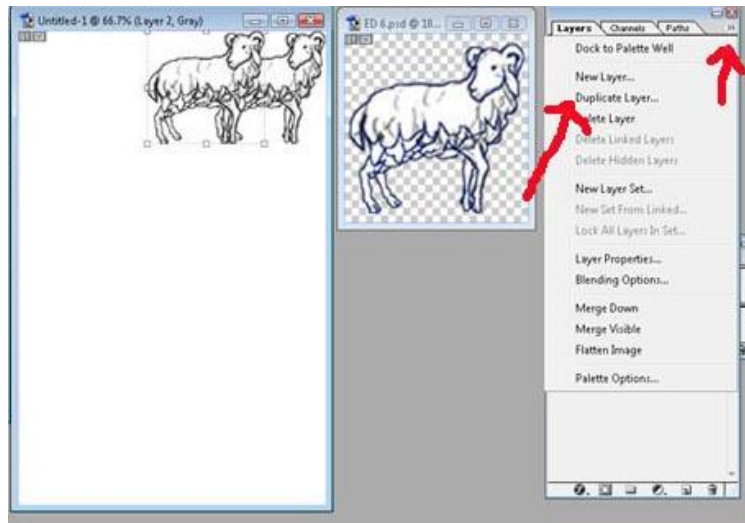 Untitled-1 @ 66.7% (Layer 2, Gray)
ED 6.psd @ 10...
Layers Channels Paths
Dock to Palette Well
New Layer...
Duplicate Layer...
Delete Linked Layers
Delete Hidden Layers
New Layer Set...
New Set From Linked...
Lock All Layers In Set...
Layer Properties...
Blending Options...
Merge Down
Merge Visible
Flatten Image
Palette Options...